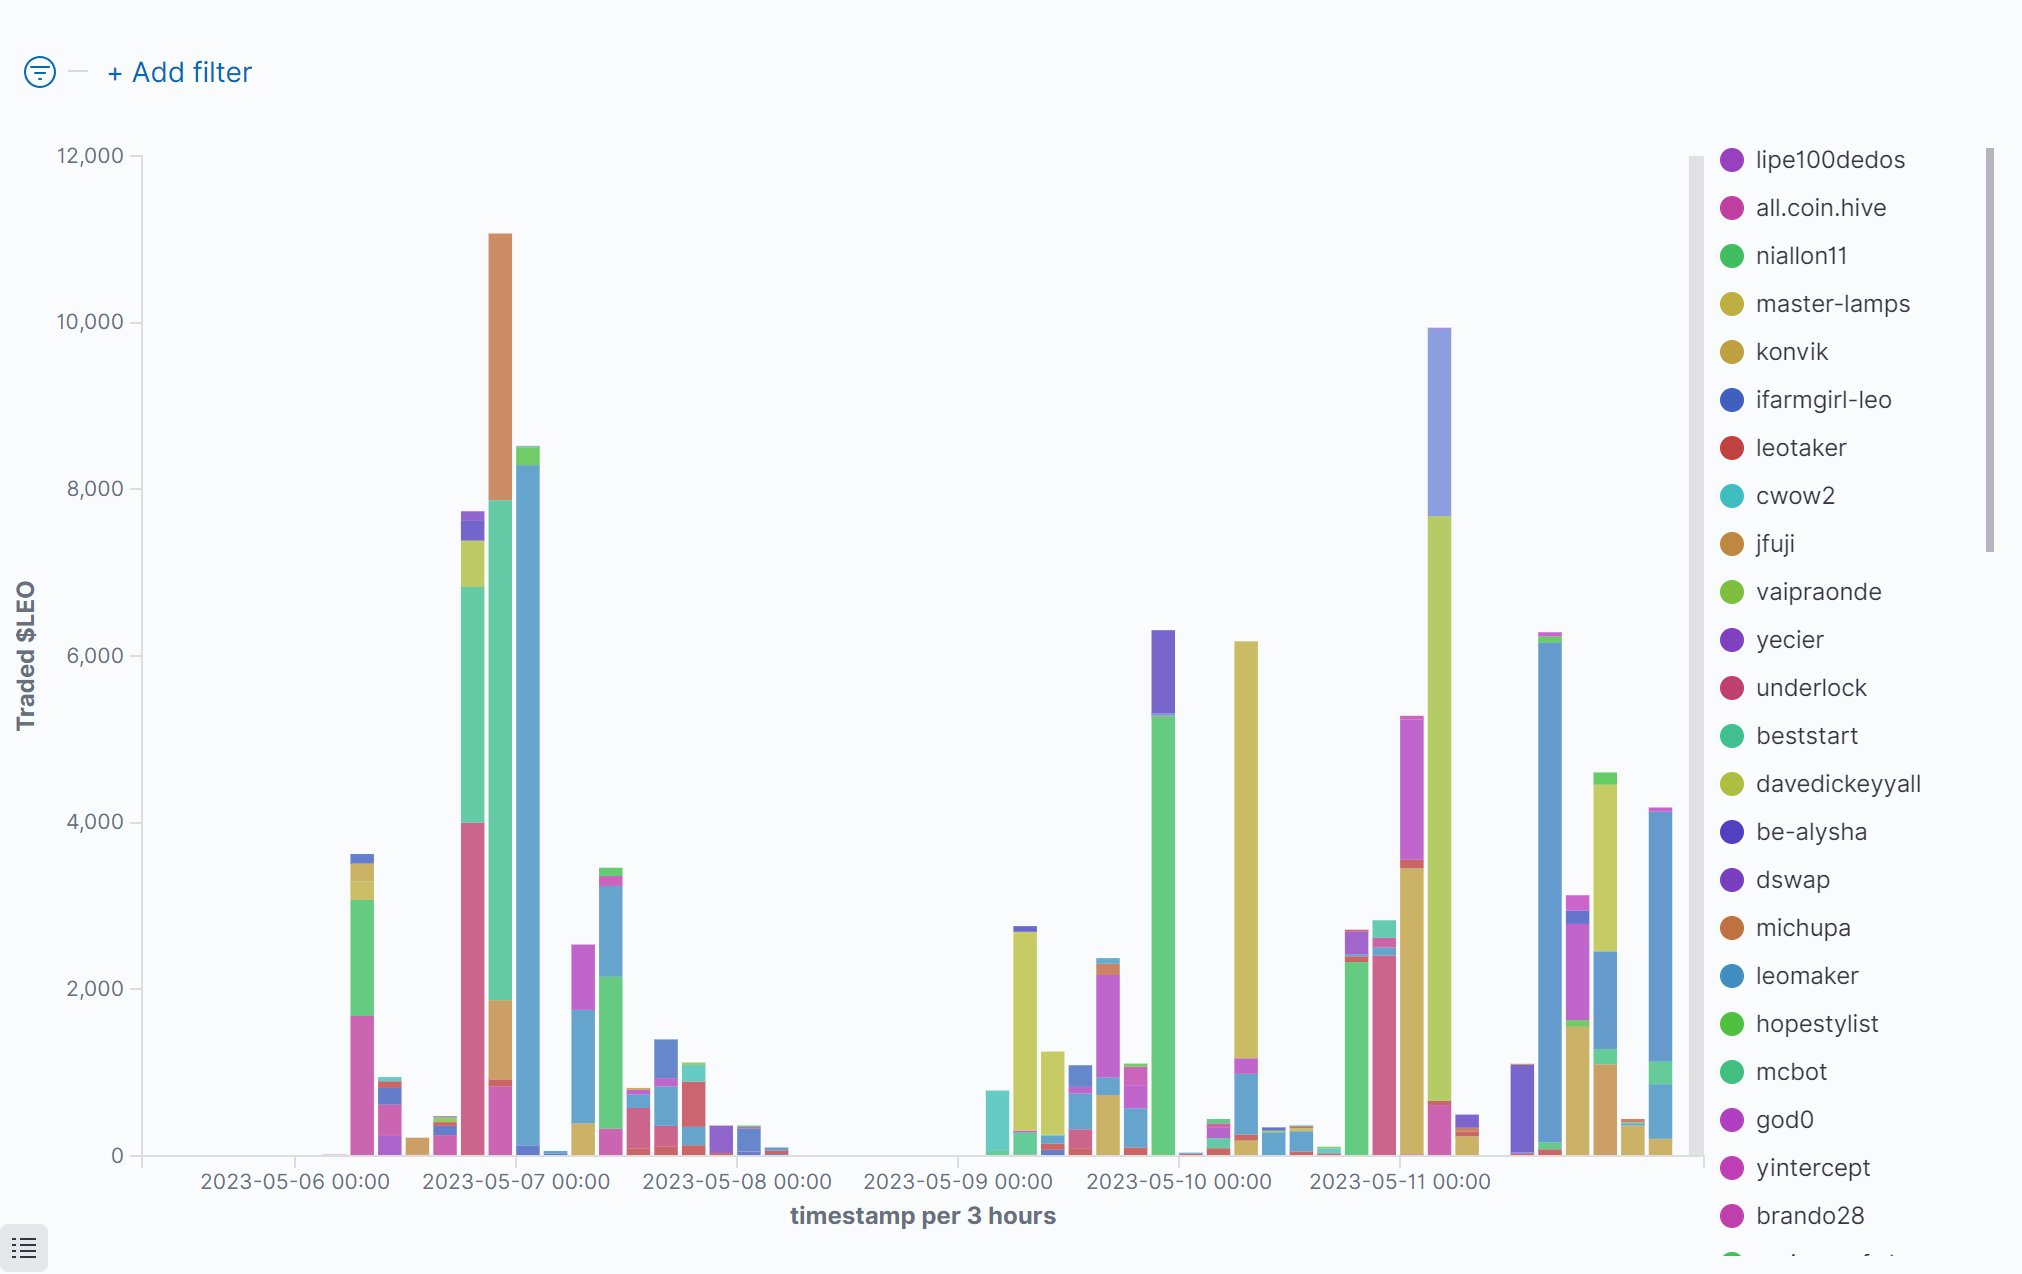 + Add filter
12,000
10,000
8,000
6,000
4,000
2,000
0
Traded $LEO
2023-05-06 00:00
2023-05-07 00:00
2023-05-08 00:00
2023-05-09 00:00
2023-05-10 00:00
2023-05-11 00:00
timestamp per 3 hours
lipe100dedos
all.coin.hive
niallon11
master-lamps
konvik
ifarmgirl-leo
leotaker
cwow2
jfuji
vaipraonde
yecier
underlock
beststart
davedickeyyall
be-alysha
dswap
michupa
leomaker
hopestylist
mcbot
god0
yintercept
brando28